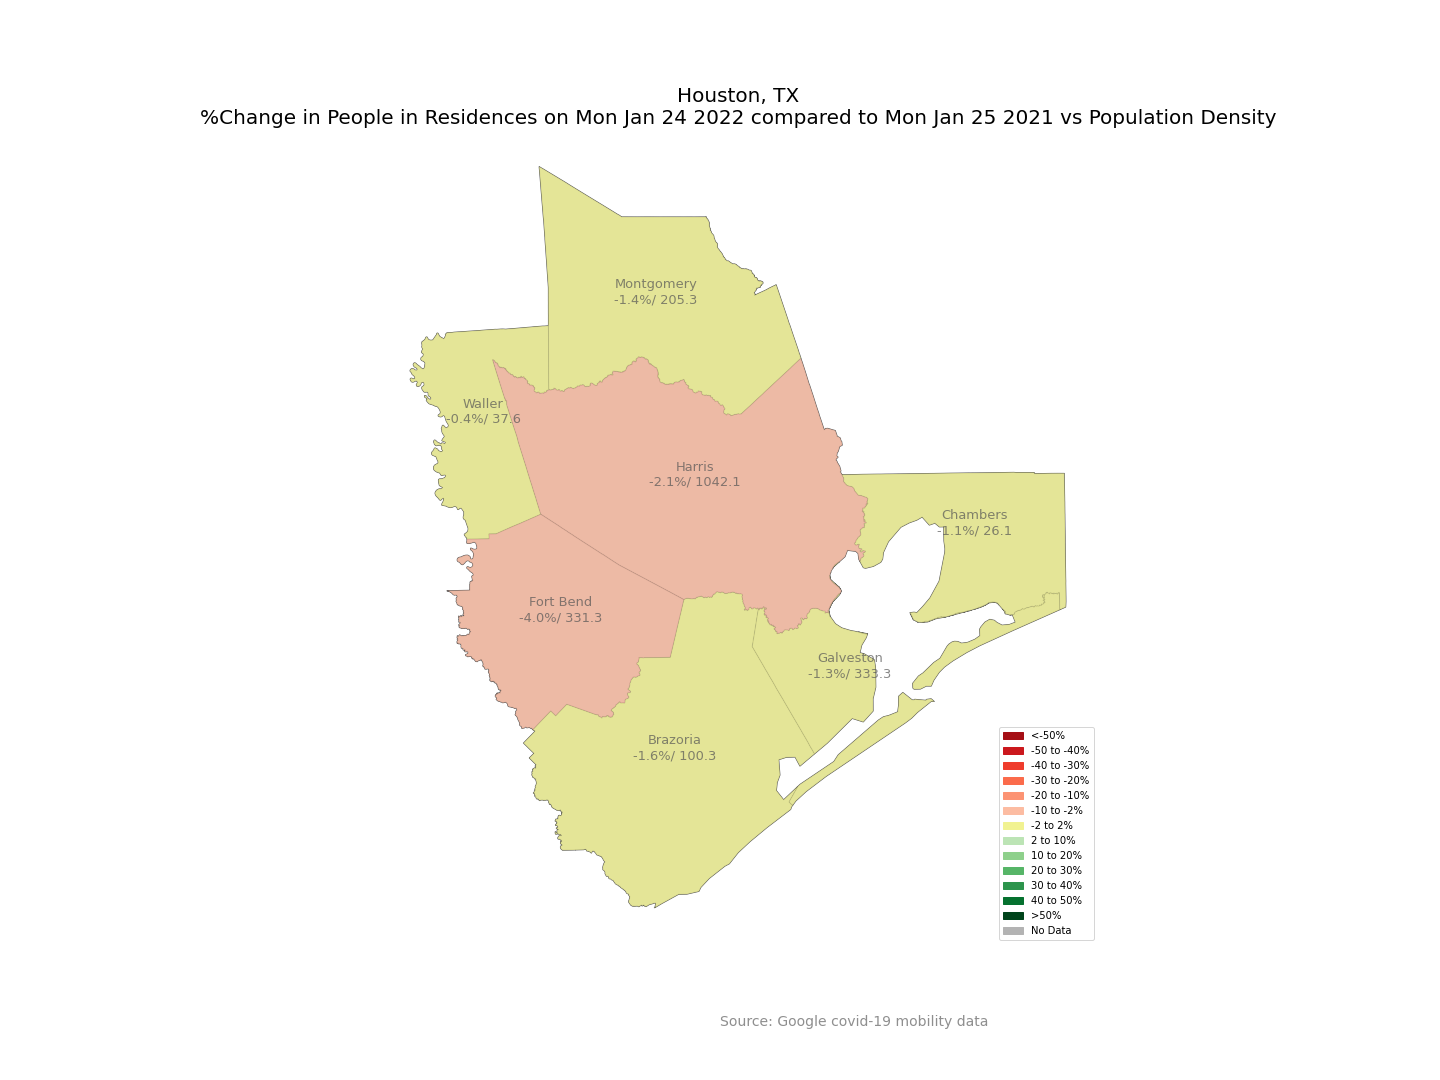 Houston, TX
%Change in People in Residences on Mon Jan 24 2022 compared to Mon Jan 25 2021 vs Population Density
Montgomery
-1.4%/ 205.3
Waller
-0.4%/ 37.6
Harris
-2.1%/ 1042.1
Chambers
-1.1%/ 26.1
Fort Bend
-4.0%/ 331.3
Galveston
-1.3%/ 333.3
Brazoria
-1.6%/ 100.3
<-50%
-50 to -40%
-40 to -30%
-30 to -20%
-20 to -10%
-10 to -2%
-2 to 2%
2 to 10%
10 to 20%
20 to 30%
30 to 40%
40 to 50%
>50%
No Data
Source: Google covid-19 mobility data